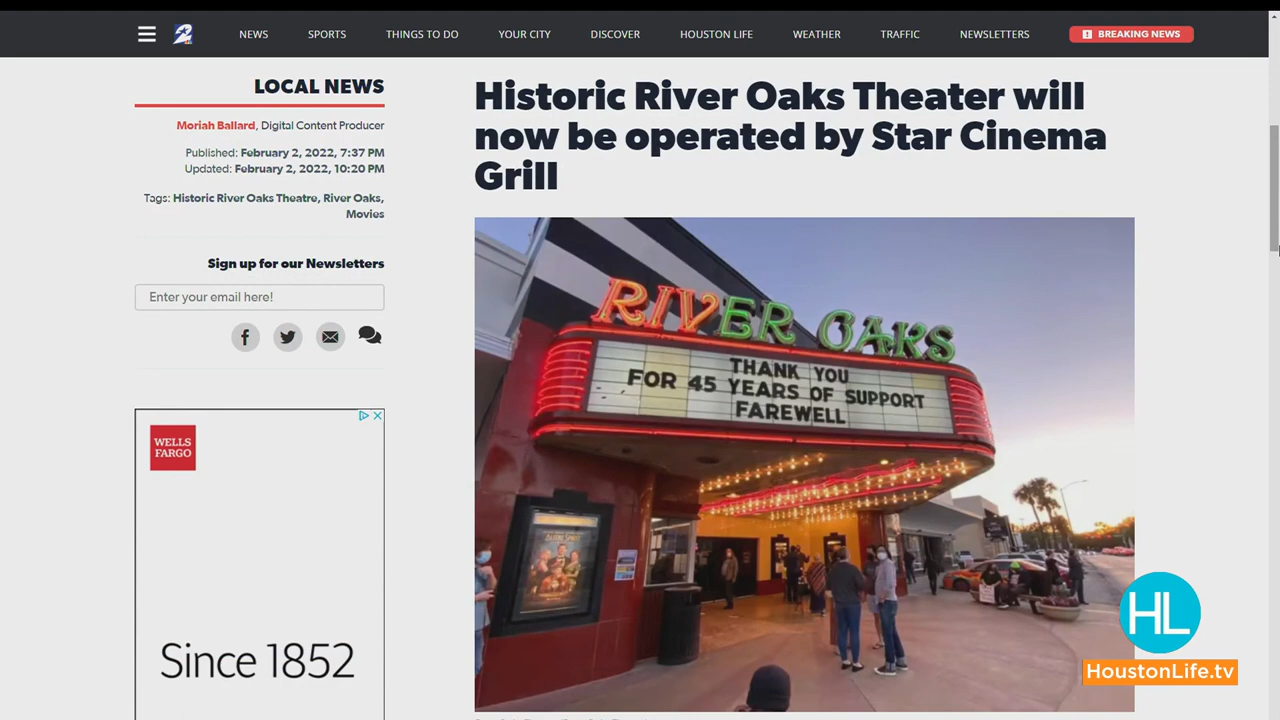 NEWS SPORTS THINGS TO DO YOUR CITY DISCOVER HOUSTON LIFE WEATHER TRAFFIC NEWSLETTERS BREAKING NEWS
LOCAL NEWS
Moriah Ballard, Digital Content Producer
Published: February 2, 2022, 7:37 PM
Updated: February 2, 2022, 10:20 PM
Tags: Historic River Oaks Theatre, River Oaks,
Movies
Sign up for our Newsletters
Enter your email here!
WELLS
FARGO
Since 1852
Historic River Oaks Theater will
now be operated by Star Cinema
Grill
RIVER OAKS
THANK YOU
FOR 45 YEARS OF SUPPORT
FAREWELL
HL
HoustonLife.tv